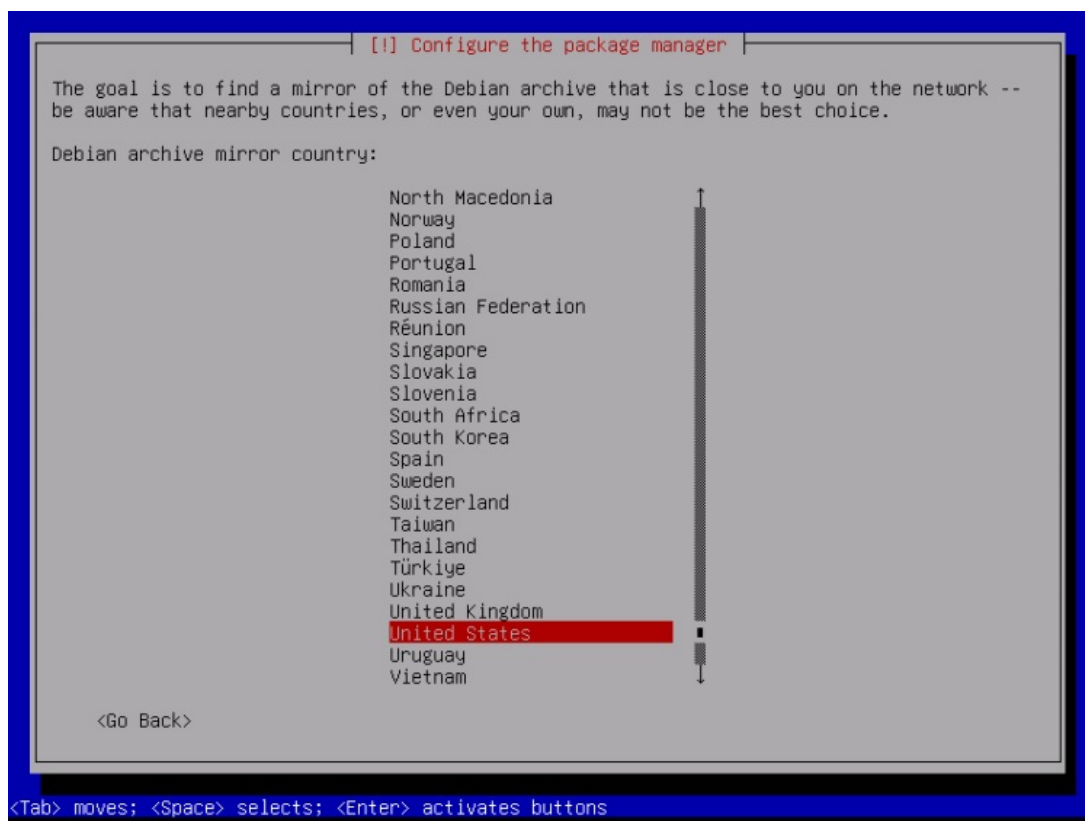 [!] Configure the package manager
The goal is to find a mirror of the Debian archive that is close to you on the network --
be aware that nearby countries, or even your own, may not be the best choice.
Debian archive mirror country:
North Macedonia
Norway
Poland
Portugal
Romania
Russian Federation
Réunion
Singapore
Slovakia
Slovenia
South Africa
South Korea
Spain
Sweden
Switzerland
Taiwan
Thailand
Türkiye
Ukraine
United Kingdom
United States
Uruguay
Vietnam
<Go Back>
<Tab> moves; <Space> selects; <Enter> activates buttons